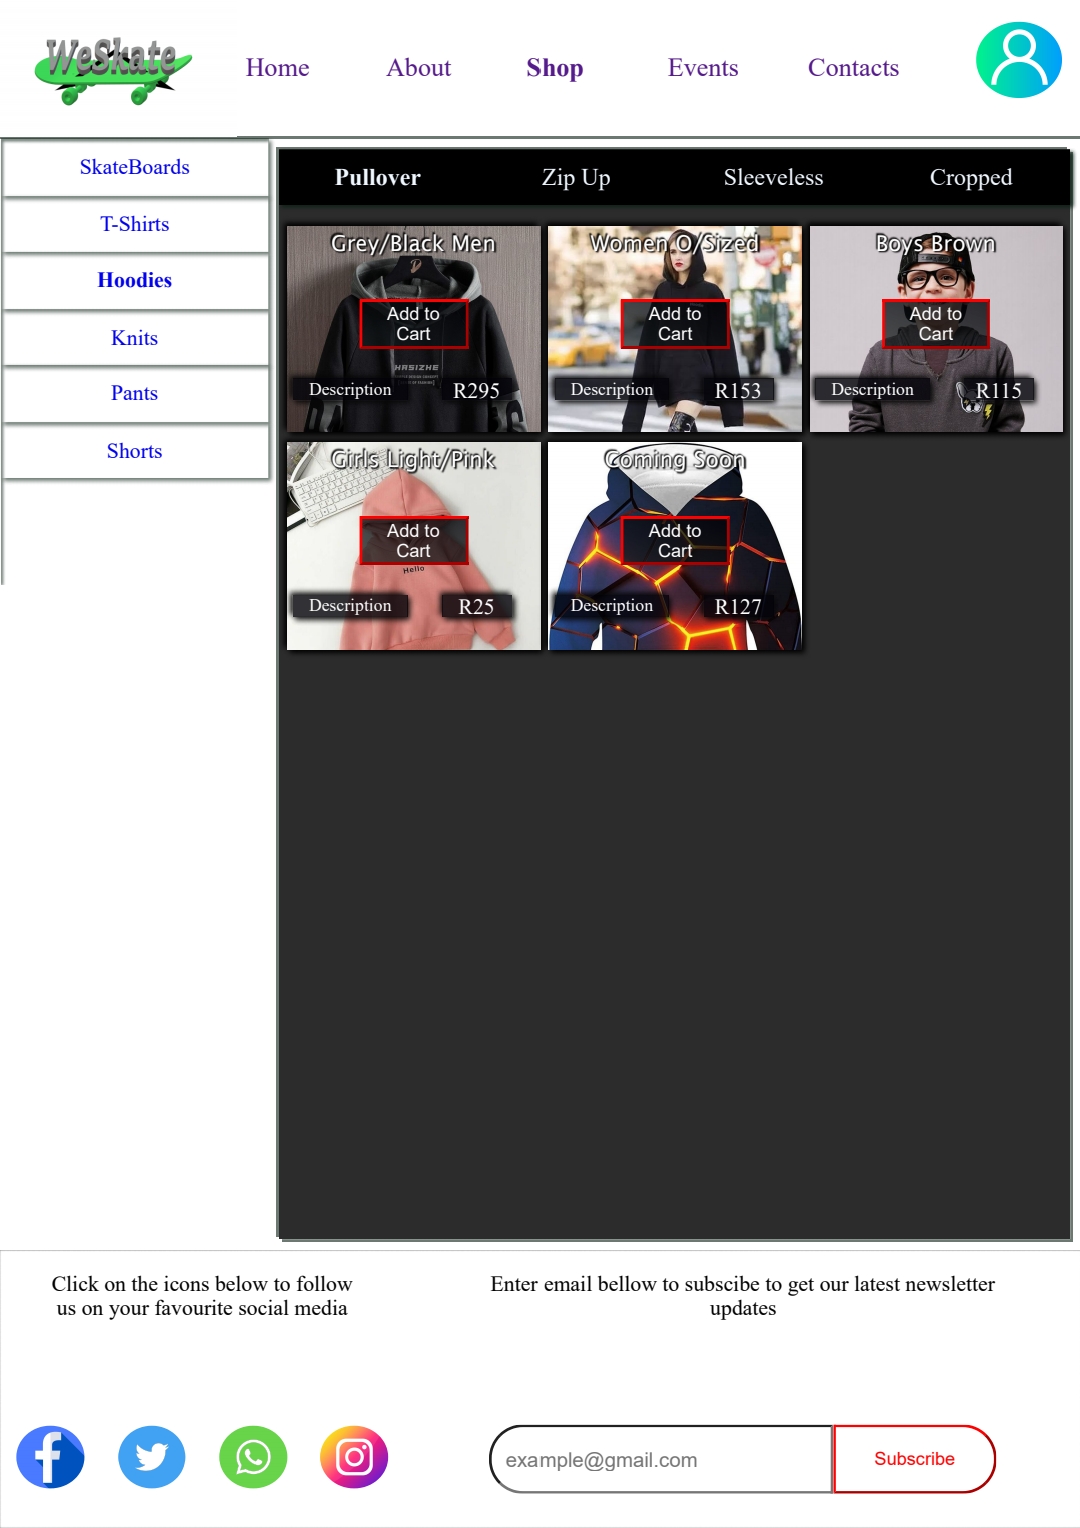 WeSkate
Home About Shop Events Contacts
SkateBoards
T-Shirts
Hoodies
Knits
Pants
Shorts
Pullover Zip Up Sleeveless Cropped
Grey/Black Men
Add to
Cart
HRSIZHE
Description R295
Women O/Sized
Add to
Cart
Description R153
Boys Brown
Add to
Cart
Description R115
Girls Light/Pink
Add to
Cart
Hello
Description R25
Coming Soon
Add to
Cart
Description R127
Click on the icons below to follow
us on your favourite social media
Enter email bellow to subscibe to get our latest newsletter
updates
example@gmail.com
Subscribe